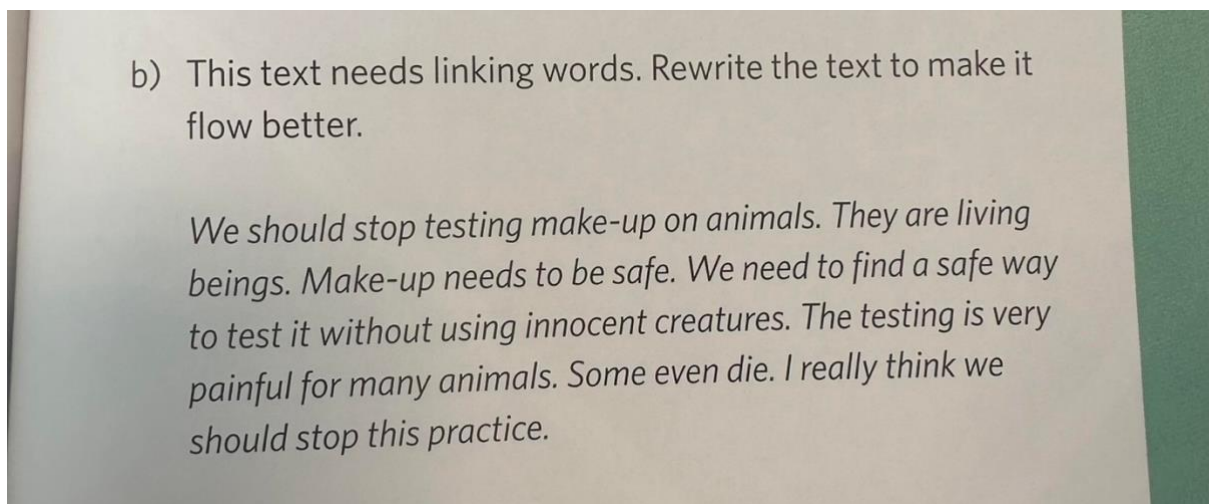 b) This text needs linking words. Rewrite the text to make it
flow better.
We should stop testing make-up on animals. They are living
beings. Make-up needs to be safe. We need to find a safe way
to test it without using innocent creatures. The testing is very
painful for many animals. Some even die. I really think we
should stop this practice.